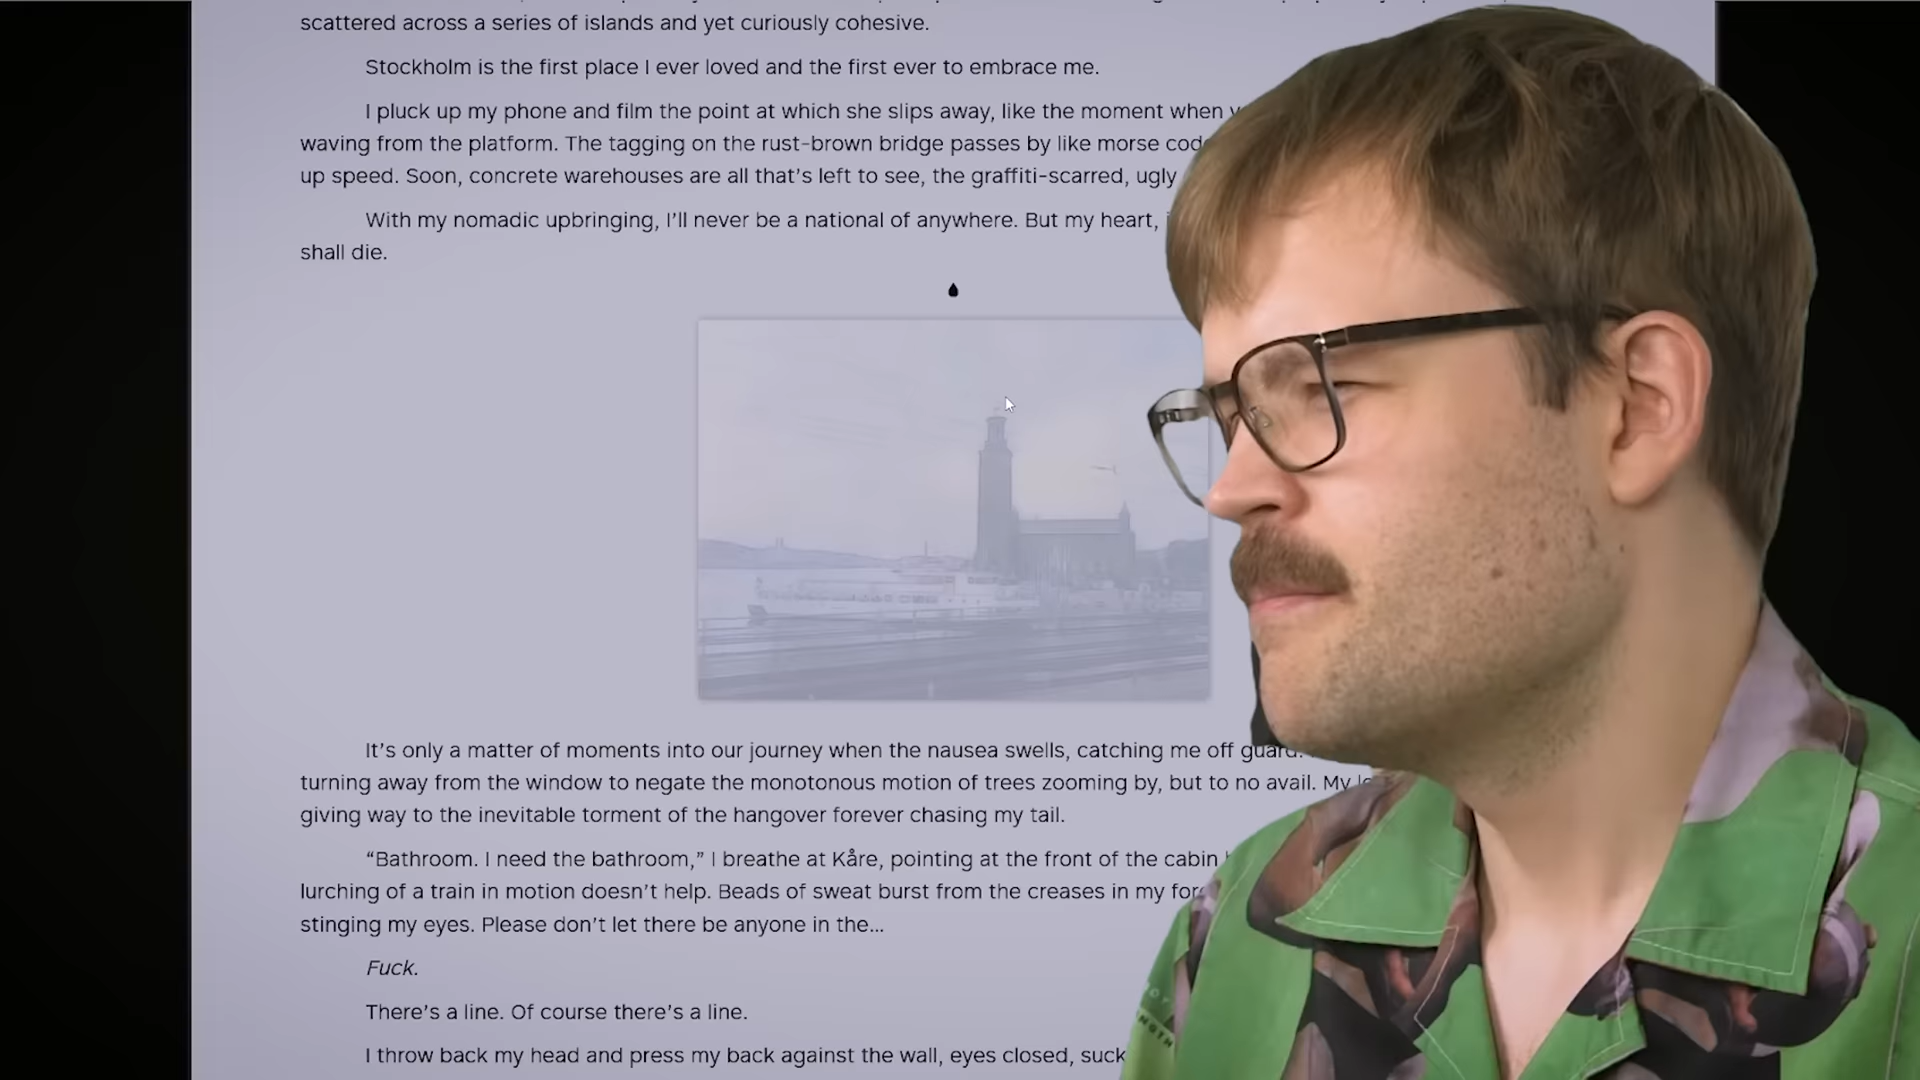 scattered across a series of islands and yet curiously cohesive.
Stockholm is the first place I ever loved and the first ever to embrace me.
I pluck up my phone and film the point at which she slips away, like the moment when
waving from the platform. The tagging on the rust-brown bridge passes by like morse
up speed. Soon, concrete warehouses are all that’s left to see, the graffiti-scarred, ugly
With my nomadic upbringing, I’ll never be a national of anywhere. But my heart,
shall die.
It’s only a matter of moments into our journey when the nausea swells, catching me off guard.
turning away from the window to negate the monotonous motion of trees zooming by, but to no avail. My
giving way to the inevitable torment of the hangover forever chasing my tail.
“Bathroom. I need the bathroom,” I breathe at Kåre, pointing at the front of the cabin
lurching of a train in motion doesn’t help. Beads of sweat burst from the creases in my
stinging my eyes. Please don’t let there be anyone in the...
Fuck.
There’s a line. Of course there’s a line.
I throw back my head and press my back against the wall, eyes closed, suck